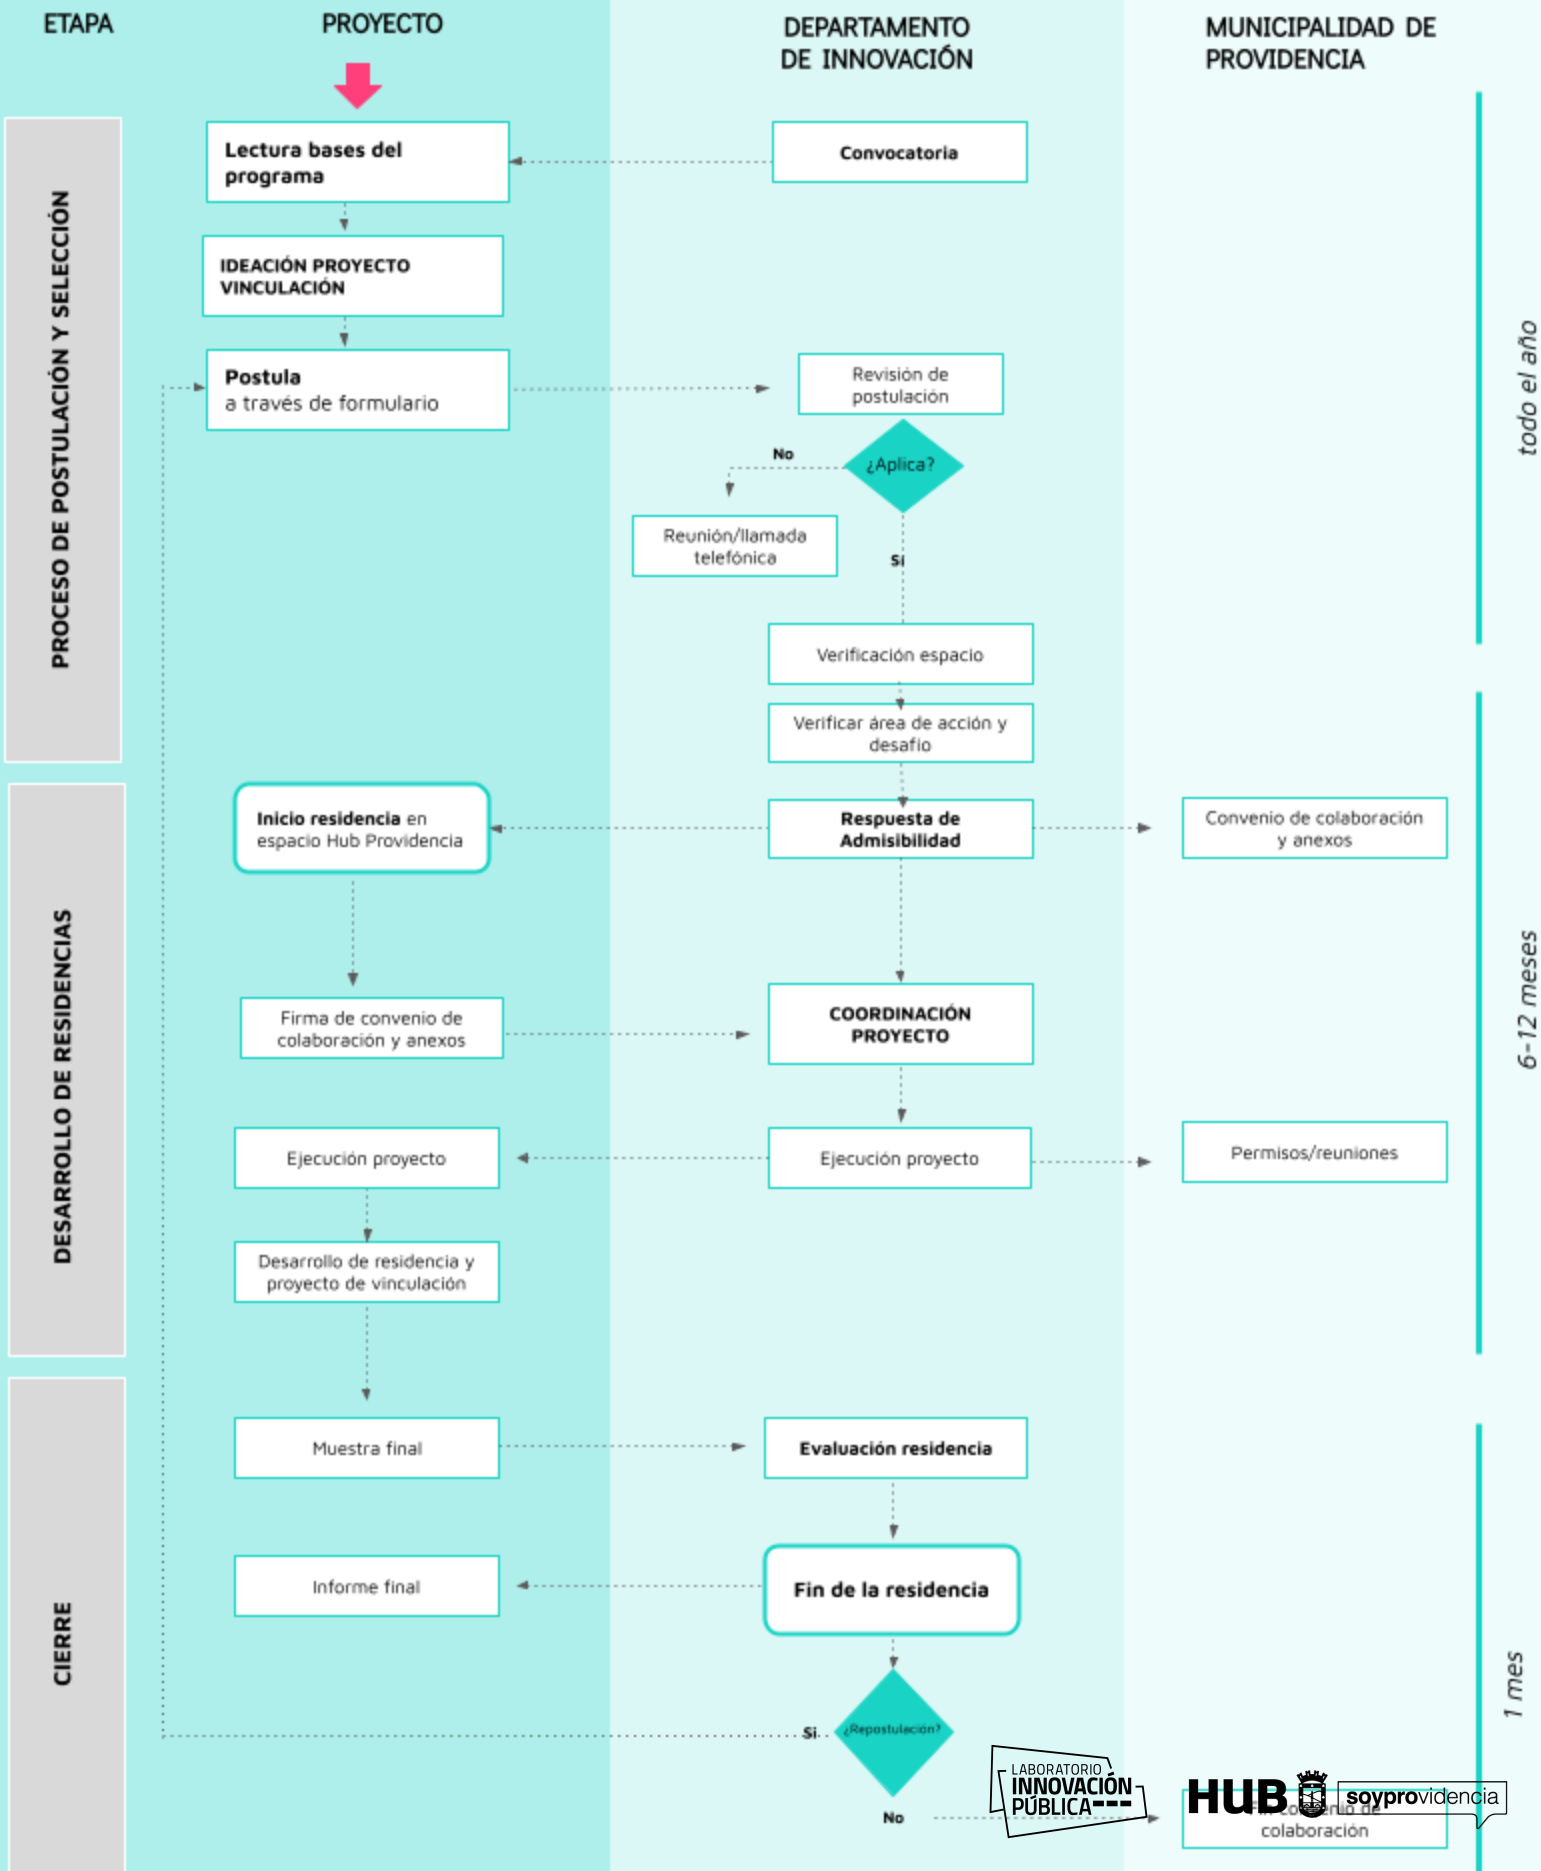 ETAPA
PROYECTO
DEPARTAMENTO
DE INNOVACIÓN
MUNICIPALIDAD DE
PROVIDENCIA
PROCESO DE POSTULACIÓN Y SELECCIÓN
Lectura bases del
programa
Convocatoria
IDEACIÓN PROYECTO
VINCULACIÓN
Postula
a través de formulario
Revisión de
postulación
¿Aplica?
No
Reunión/llamada
telefónica
Si
Verificación espacio
Verificar área de acción y
desafío
todo el año
DESARROLLO DE RESIDENCIAS
Inicio residencia en
espacio Hub Providencia
Respuesta de
Admisibilidad
Convenio de colaboración
y anexos
Firma de convenio de
colaboración y anexos
COORDINACIÓN
PROYECTO
Ejecución proyecto
Ejecución proyecto
Permisos/reuniones
Desarrollo de residencia y
proyecto de vinculación
6-12 meses
CIERRE
Muestra final
Evaluación residencia
Informe final
Fin de la residencia
Si
¿Repostulación?
No
Fin convenio de
colaboración
1 mes
LABORATORIO
INNOVACIÓN
PÚBLICA
HUB
soyprovidencia